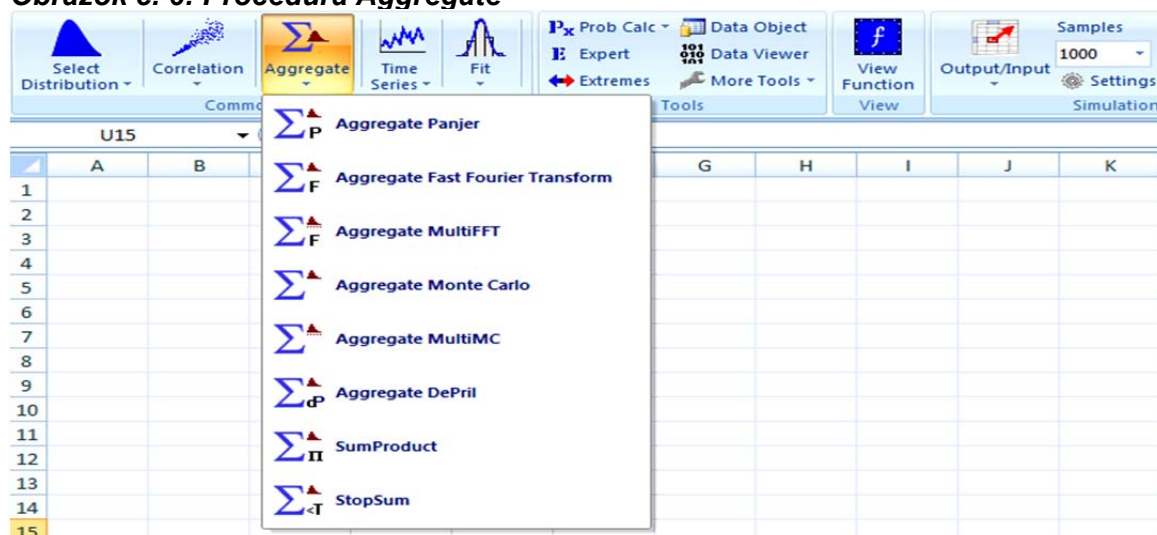 Obrázok č. 6: Procedúra Aggregate
Select Distribution
Correlation
Aggregate
Time Series
Fit
Px Prob Calc
Data Object
E Expert
Data Viewer
Extremes
More Tools
Tools
f
View Function
View
Output/Input
Samples
1000
Settings
Simulation
U15
A B G H I J K
Σ P Aggregate Panjer
Σ F Aggregate Fast Fourier Transform
Σ F Aggregate MultiFFT
Σ Aggregate Monte Carlo
Σ Aggregate MultiMC
Σ dP Aggregate DePril
Σ Π SumProduct
Σ <T StopSum
1
2
3
4
5
6
7
8
9
10
11
12
13
14
15